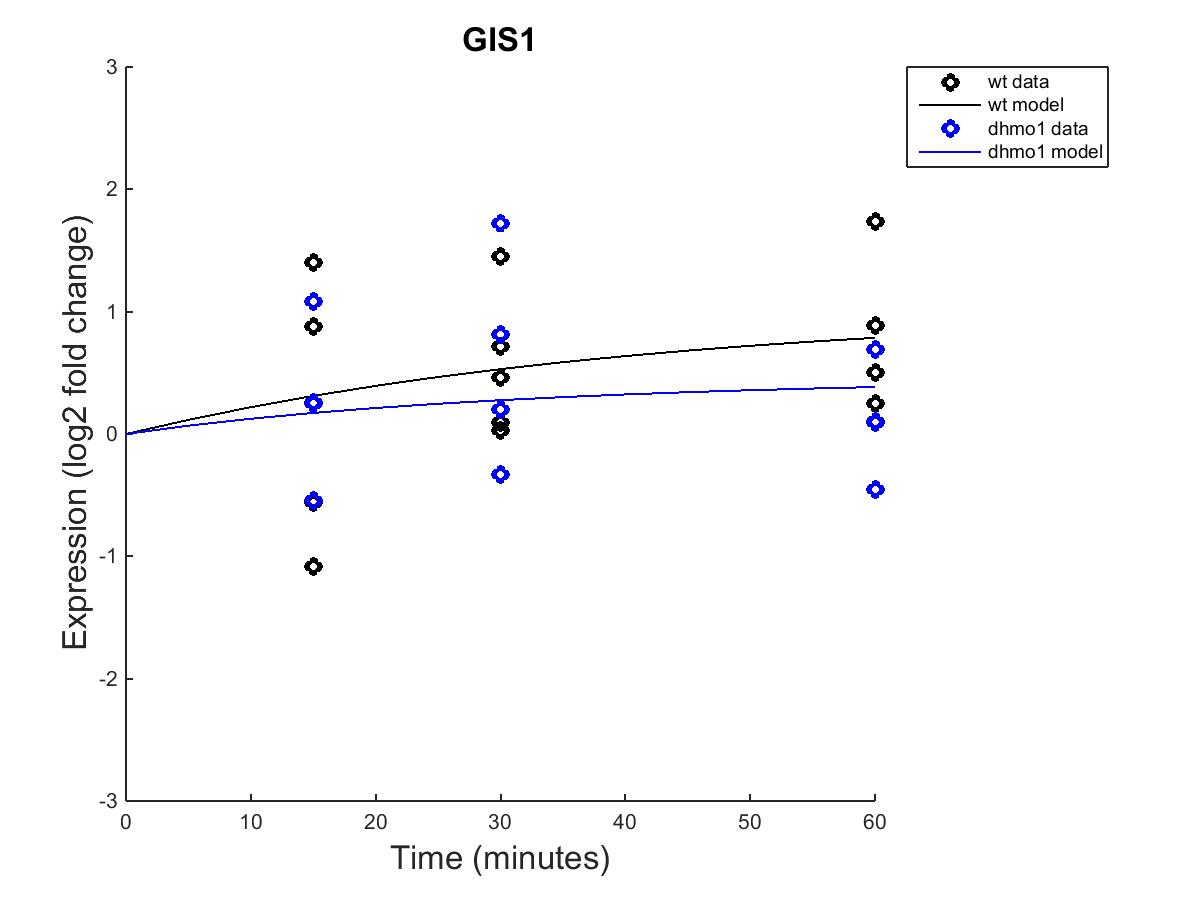 GIS1
wt data
wt model
dhmo1 data
dhmo1 model
Expression (log2 fold change)
3
2
1
0
-1
-2
-3
0 10 20 30 40 50 60
Time (minutes)